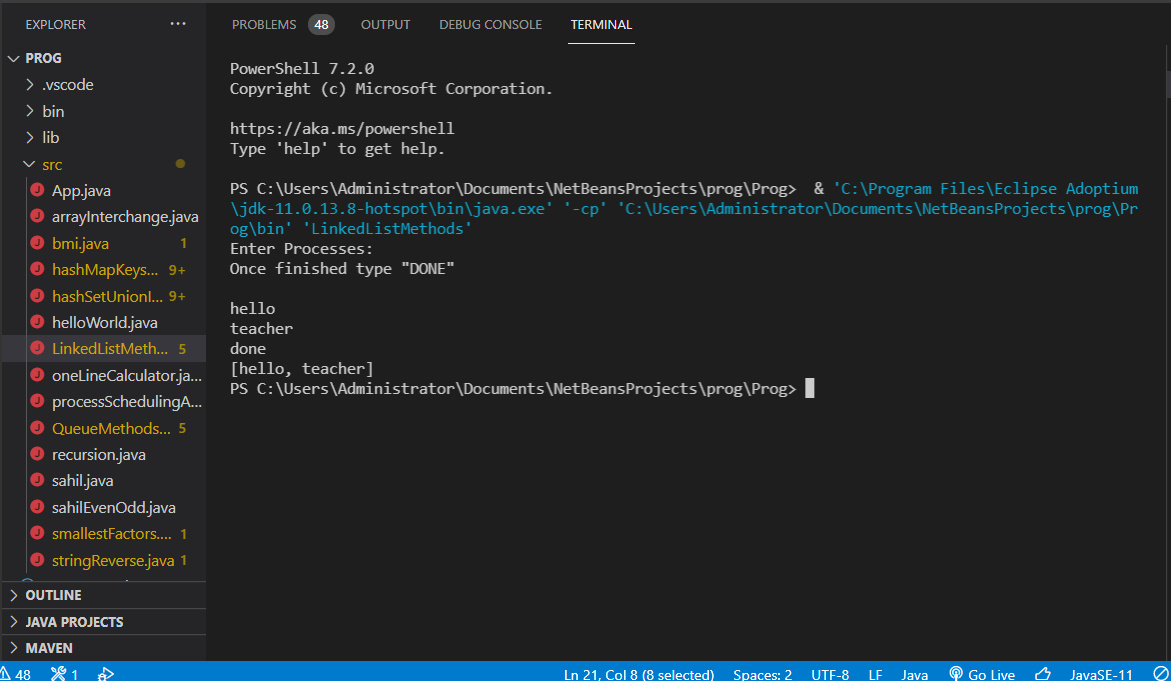 EXPLORER ···
PROG
.vscode
bin
lib
src
App.java
arrayInterchange.java
bmi.java 1
hashMapKeys... 9+
hashSetUnionI... 9+
helloWorld.java
LinkedListMeth... 5
oneLineCalculator.ja...
processSchedulingA...
QueueMethods... 5
recursion.java
sahil.java
sahilEvenOdd.java
smallestFactors.... 1
stringReverse.java 1
OUTLINE
JAVA PROJECTS
MAVEN
PROBLEMS 48 OUTPUT DEBUG CONSOLE TERMINAL
PowerShell 7.2.0
Copyright (c) Microsoft Corporation.
https://aka.ms/powershell
Type 'help' to get help.
PS C:\Users\Administrator\Documents\NetBeansProjects\prog\Prog>  & 'C:\Program Files\Eclipse Adoptium
\jdk-11.0.13.8-hotspot\bin\java.exe' '-cp' 'C:\Users\Administrator\Documents\NetBeansProjects\prog\Pr
og\bin' 'LinkedListMethods'
Enter Processes:
Once finished type "DONE"
hello
teacher
done
[hello, teacher]
PS C:\Users\Administrator\Documents\NetBeansProjects\prog\Prog>
48 1 Ln 21, Col 8 (8 selected) Spaces: 2 UTF-8 LF Java Go Live JavaSE-11